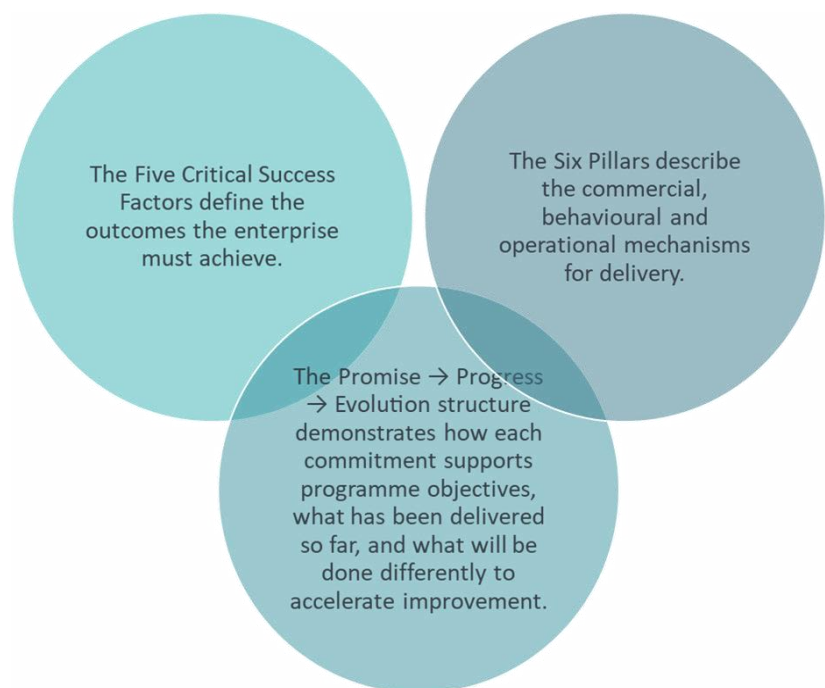 The Five Critical Success
Factors define the
outcomes the enterprise
must achieve.
The Six Pillars describe
the commercial,
behavioural and
operational mechanisms
for delivery.
The Promise → Progress
→ Evolution structure
demonstrates how each
commitment supports
programme objectives,
what has been delivered
so far, and what will be
done differently to
accelerate improvement.